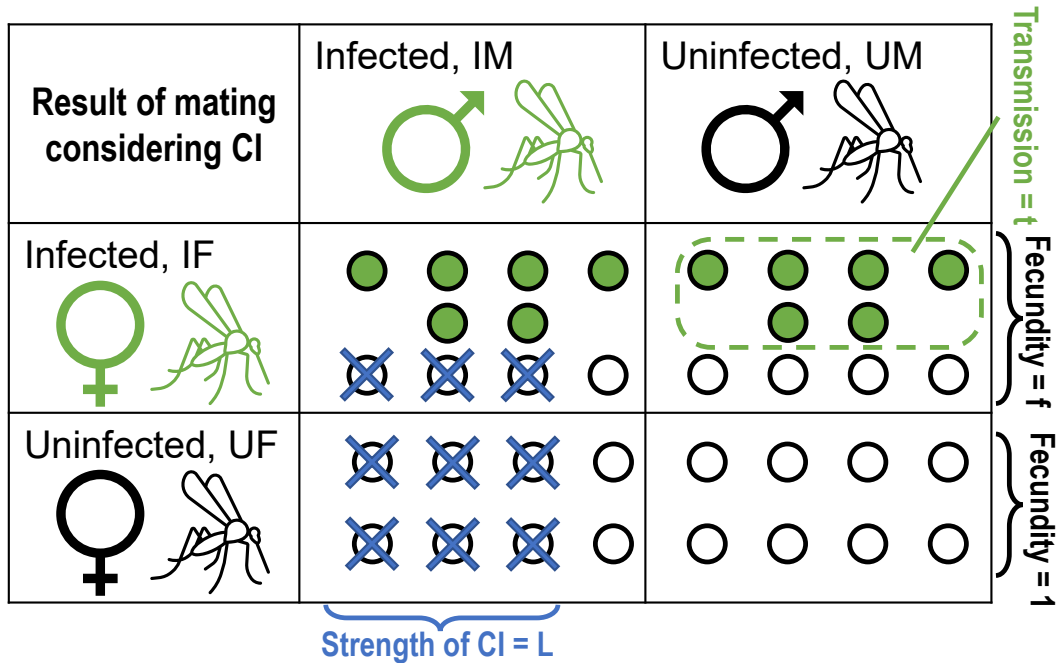 Result of mating
considering CI
Infected, IM
Uninfected, UM
Transmission = t
Infected, IF
Fecundity = f
Uninfected, UF
Fecundity = 1
Strength of CI = L